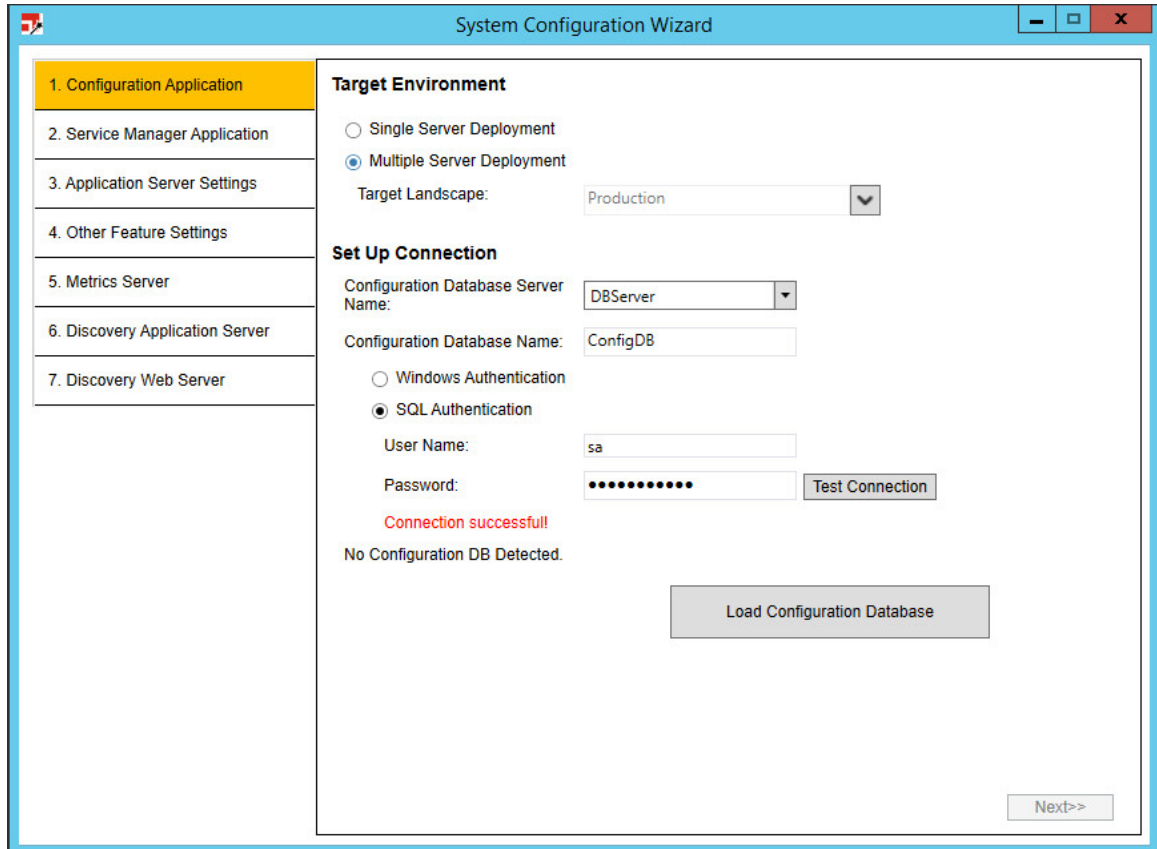 System Configuration Wizard
1. Configuration Application
2. Service Manager Application
3. Application Server Settings
4. Other Feature Settings
5. Metrics Server
6. Discovery Application Server
7. Discovery Web Server
Target Environment
Single Server Deployment
Multiple Server Deployment
Target Landscape: Production
Set Up Connection
Configuration Database Server
Name: DBServer
Configuration Database Name: ConfigDB
Windows Authentication
SQL Authentication
User Name: sa
Password: ●●●●●●●●●●● Test Connection
Connection successful!
No Configuration DB Detected.
Load Configuration Database
Next>>